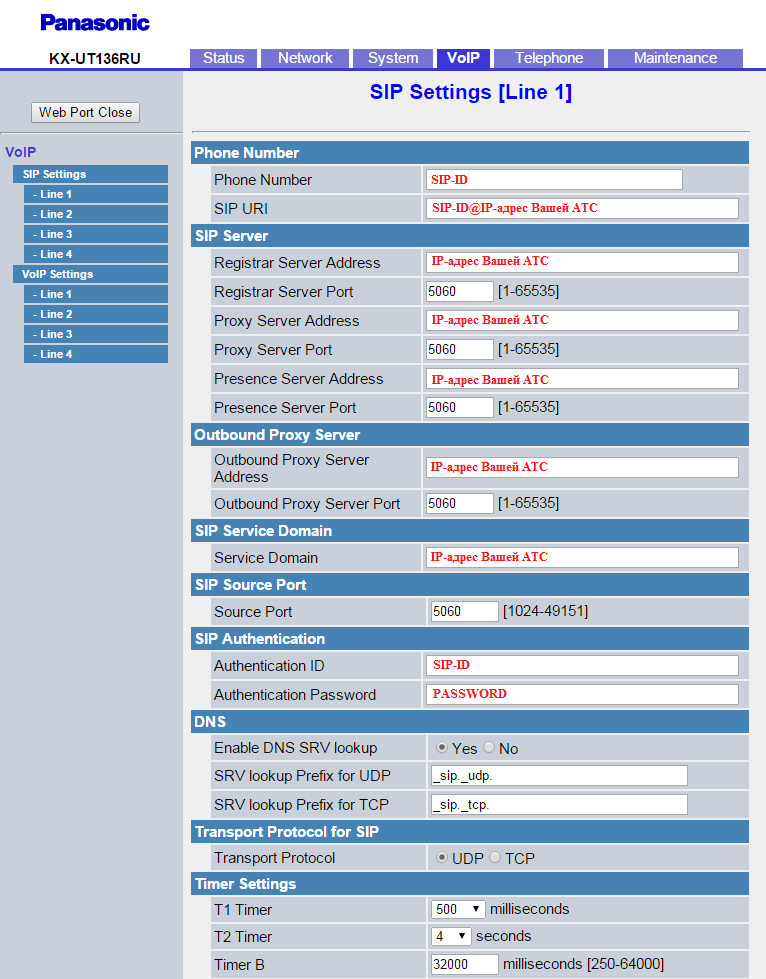 Panasonic
KX-UT136RU
Status Network System VoIP Telephone Maintenance
Web Port Close
SIP Settings [Line 1]
VoIP
SIP Settings
- Line 1
- Line 2
- Line 3
- Line 4
VoIP Settings
- Line 1
- Line 2
- Line 3
- Line 4
Phone Number
Phone Number SIP-ID
SIP URI SIP-ID@IP-адрес Вашей АТС
SIP Server
Registrar Server Address IP-адрес Вашей АТС
Registrar Server Port 5060 [1-65535]
Proxy Server Address IP-адрес Вашей АТС
Proxy Server Port 5060 [1-65535]
Presence Server Address IP-адрес Вашей АТС
Presence Server Port 5060 [1-65535]
Outbound Proxy Server
Outbound Proxy Server
Address IP-адрес Вашей АТС
Outbound Proxy Server Port 5060 [1-65535]
SIP Service Domain
Service Domain IP-адрес Вашей АТС
SIP Source Port
Source Port 5060 [1024-49151]
SIP Authentication
Authentication ID SIP-ID
Authentication Password PASSWORD
DNS
Enable DNS SRV lookup Yes No
SRV lookup Prefix for UDP _sip._udp.
SRV lookup Prefix for TCP _sip._tcp.
Transport Protocol for SIP
Transport Protocol UDP TCP
Timer Settings
T1 Timer 500 milliseconds
T2 Timer 4 seconds
Timer B 32000 milliseconds [250-64000]